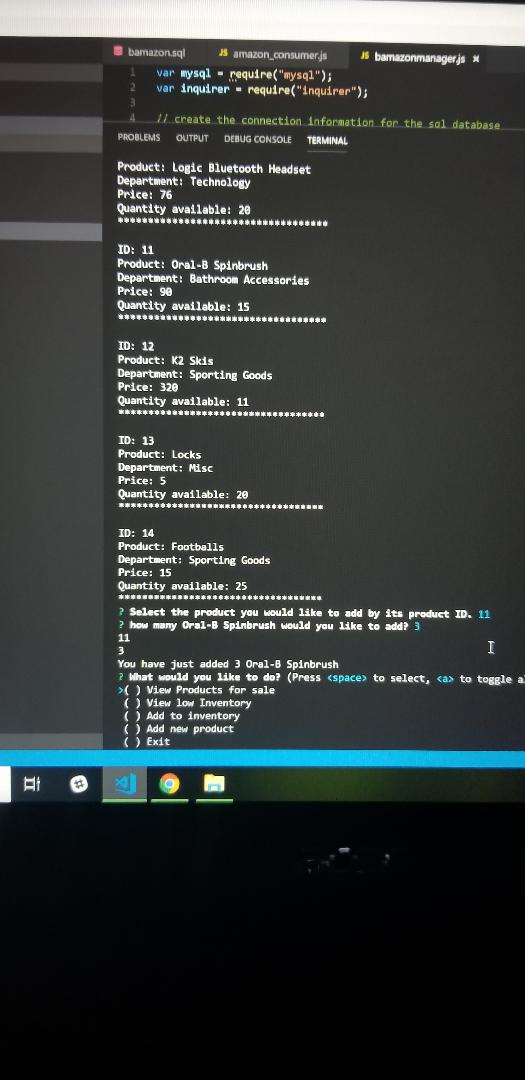 bamazon.sql JS amazon_consumer.js JS bamazonmanager.js ×
1 var mysql = require("mysql");
2 var inquirer = require("inquirer");
3
4 // create the connection information for the sql database
PROBLEMS OUTPUT DEBUG CONSOLE TERMINAL
Product: Logic Bluetooth Headset
Department: Technology
Price: 76
Quantity available: 20
***********************************
ID: 11
Product: Oral-B Spinbrush
Department: Bathroom Accessories
Price: 90
Quantity available: 15
***********************************
ID: 12
Product: K2 Skis
Department: Sporting Goods
Price: 320
Quantity available: 11
***********************************
ID: 13
Product: Locks
Department: Misc
Price: 5
Quantity available: 20
***********************************
ID: 14
Product: Footballs
Department: Sporting Goods
Price: 15
Quantity available: 25
***********************************
? Select the product you would like to add by its product ID. 11
? how many Oral-B Spinbrush would you like to add? 3
11
3
You have just added 3 Oral-B Spinbrush
? What would you like to do? (Press <space> to select, <a> to toggle a
>( ) View Products for sale
( ) View low Inventory
( ) Add to inventory
( ) Add new product
( ) Exit